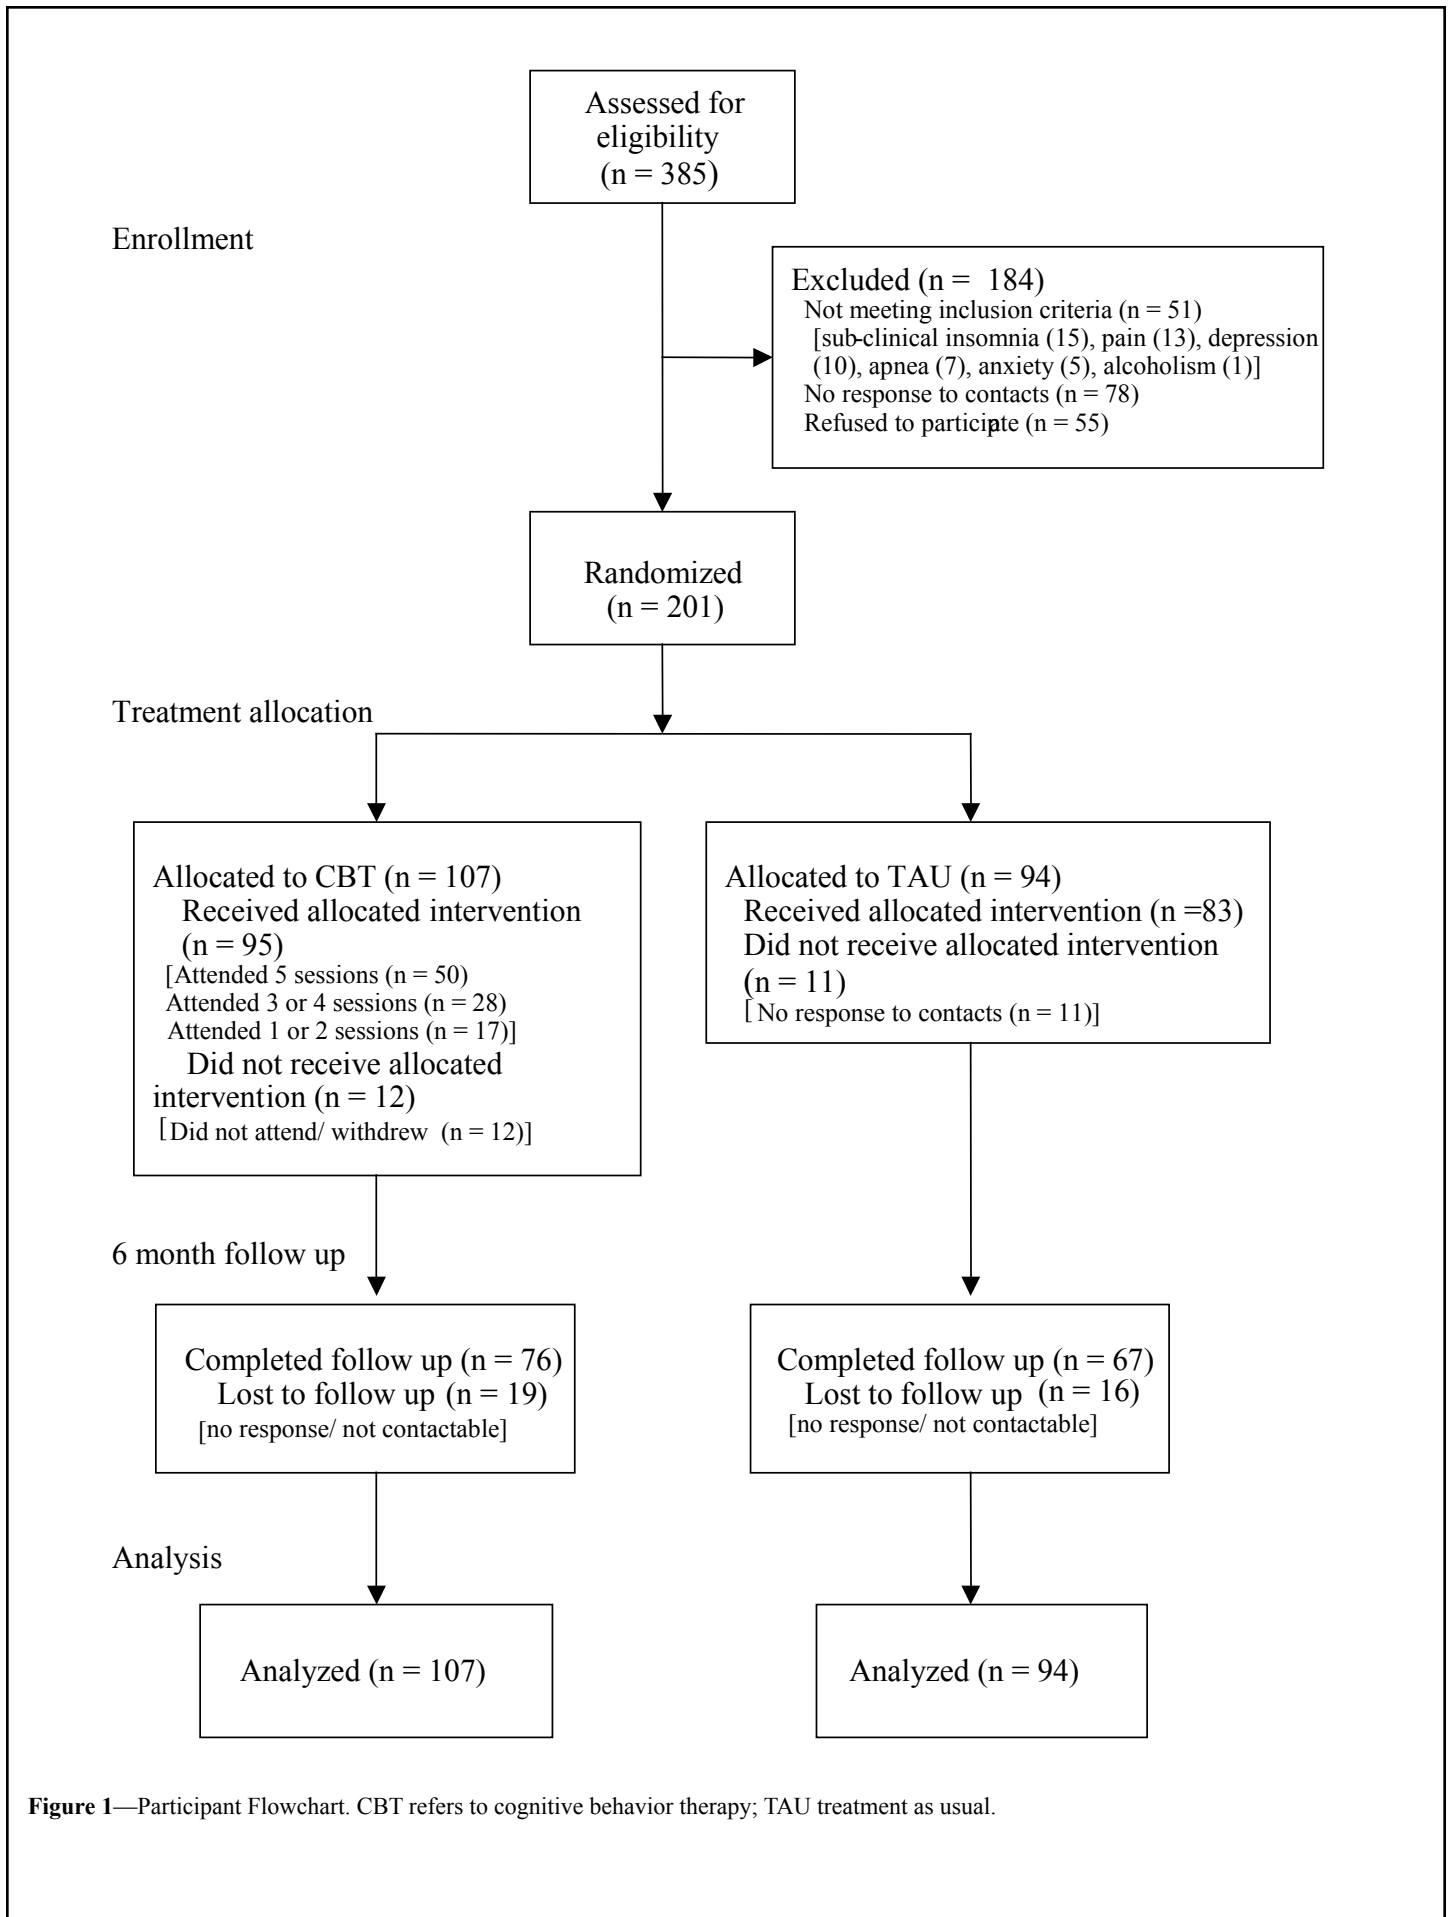 Assessed for
eligibility
(n = 385)
Enrollment
Excluded (n = 184)
Not meeting inclusion criteria (n = 51)
[sub-clinical insomnia (15), pain (13), depression
(10), apnea (7), anxiety (5), alcoholism (1)]
No response to contacts (n = 78)
Refused to participate (n = 55)
Randomized
(n = 201)
Treatment allocation
Allocated to CBT (n = 107)
Received allocated intervention
(n = 95)
[Attended 5 sessions (n = 50)
Attended 3 or 4 sessions (n = 28)
Attended 1 or 2 sessions (n = 17)]
Did not receive allocated
intervention (n = 12)
[Did not attend/ withdrew (n = 12)]
Allocated to TAU (n = 94)
Received allocated intervention (n =83)
Did not receive allocated intervention
(n = 11)
[ No response to contacts (n = 11)]
6 month follow up
Completed follow up (n = 76)
Lost to follow up (n = 19)
[no response/ not contactable]
Completed follow up (n = 67)
Lost to follow up (n = 16)
[no response/ not contactable]
Analysis
Analyzed (n = 107)
Analyzed (n = 94)
Figure 1—Participant Flowchart. CBT refers to cognitive behavior therapy; TAU treatment as usual.